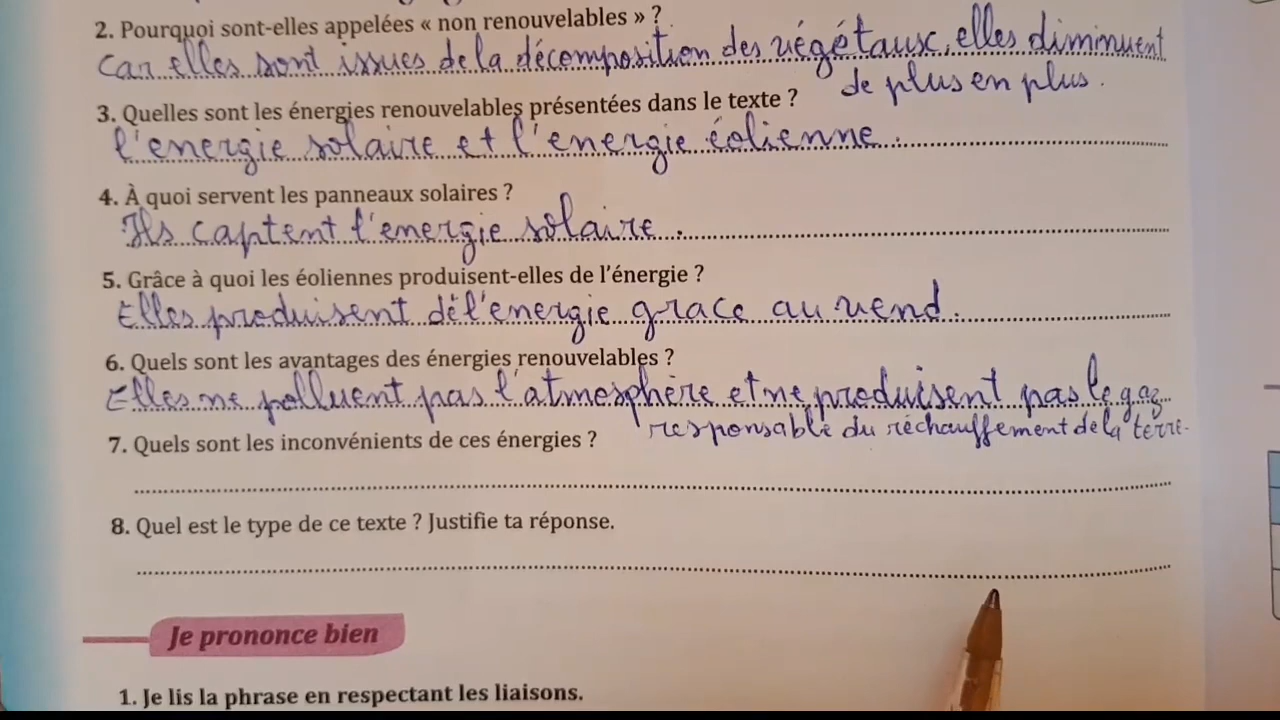 2. Pourquoi sont-elles appelées « non renouvelables » ?
Car elles sont issues de la décomposition des végétaux, elles diminuent
de plus en plus.
3. Quelles sont les énergies renouvelables présentées dans le texte ?
l'energie solaire et l'energie éolienne.
4. À quoi servent les panneaux solaires ?
Ils captent l'energie solaire.
5. Grâce à quoi les éoliennes produisent-elles de l'énergie ?
Elles produisent de l'energie grace au vend.
6. Quels sont les avantages des énergies renouvelables ?
Elles ne polluent pas l'atmosphère et ne produisent pas le gaz
responsable du réchauffement de la terre.
7. Quels sont les inconvénients de ces énergies ?
8. Quel est le type de ce texte ? Justifie ta réponse.
Je prononce bien
1. Je lis la phrase en respectant les liaisons.